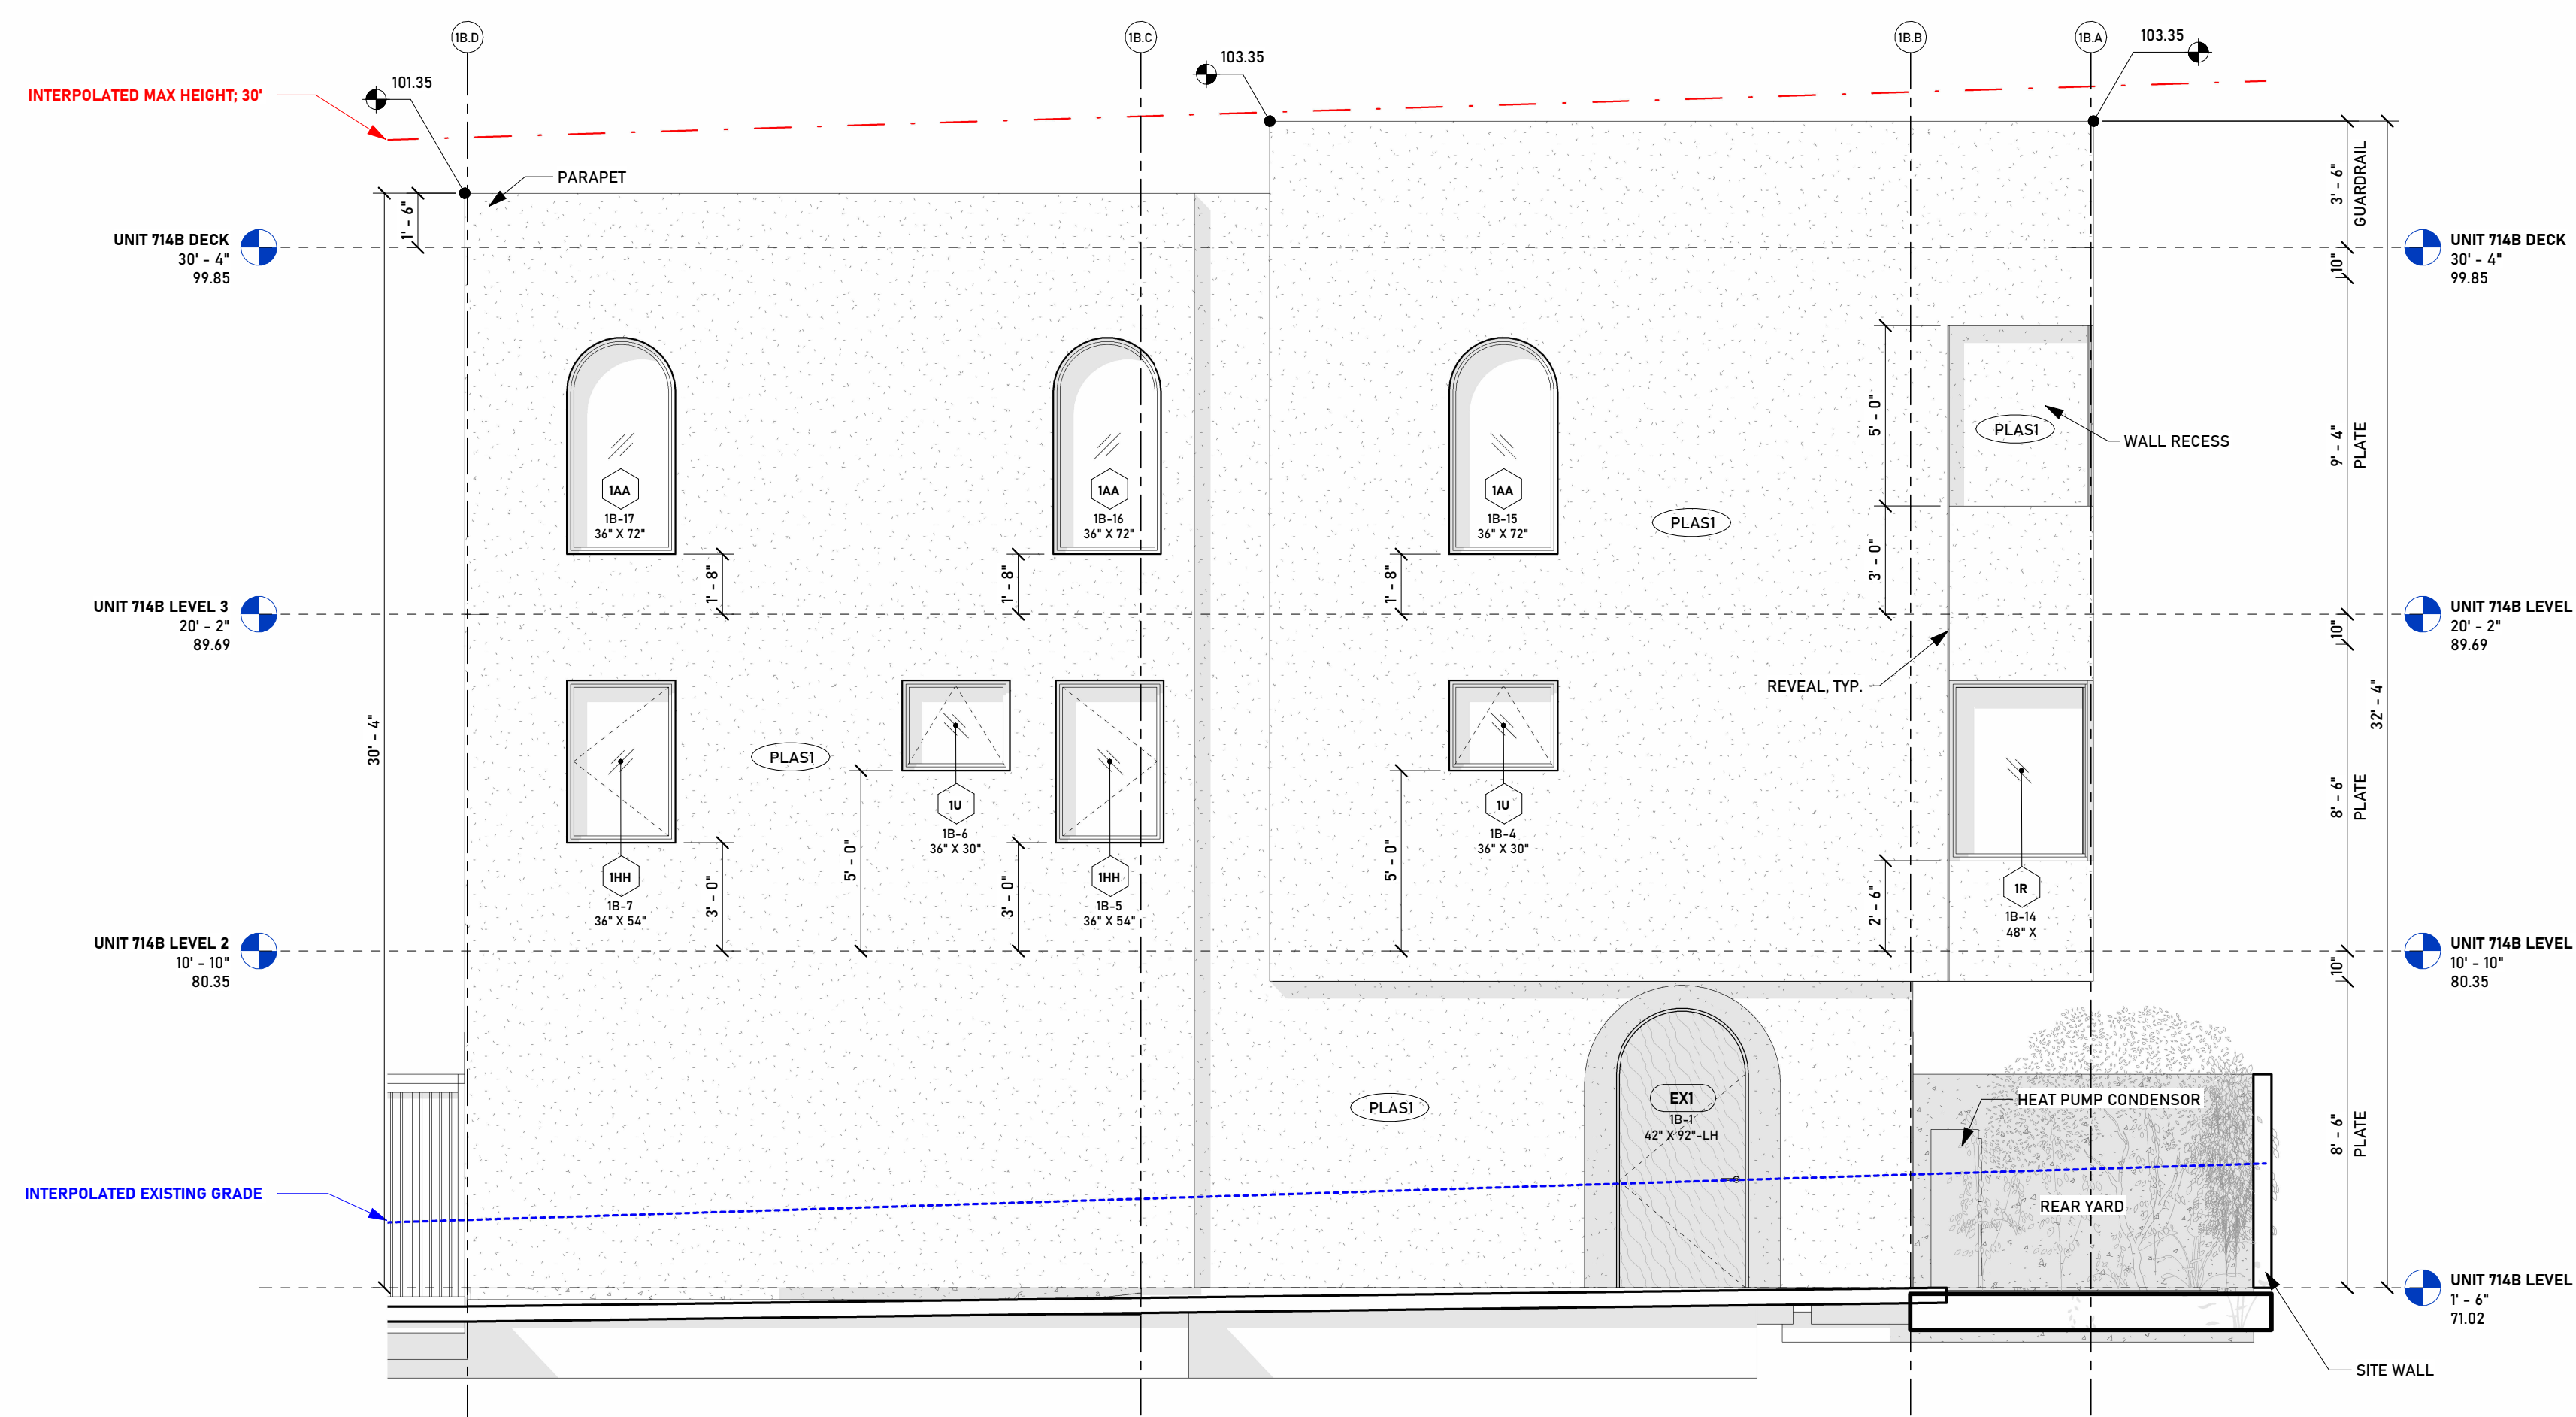 1B.D
1B.C
1B.B
1B.A
103.35
103.35
101.35
INTERPOLATED MAX HEIGHT; 30'
PARAPET
1' - 6"
3' - 6"
GUARDRAIL
UNIT 714B DECK
30' - 4"
99.85
UNIT 714B DECK
30' - 4"
99.85
10"
5' - 0"
PLAS1
WALL RECESS
9' - 4"
PLATE
1AA
1B-17
36" X 72"
1AA
1B-16
36" X 72"
1AA
1B-15
36" X 72"
PLAS1
1' - 8"
1' - 8"
1' - 8"
3' - 0"
UNIT 714B LEVEL 3
20' - 2"
89.69
UNIT 714B LEVEL
20' - 2"
89.69
10"
REVEAL, TYP.
30' - 4"
32' - 4"
PLAS1
8' - 6"
PLATE
1U
1B-6
36" X 30"
1U
1B-4
36" X 30"
1HH
1B-7
36" X 54"
1HH
1B-5
36" X 54"
1R
1B-14
48" X
3' - 0"
5' - 0"
3' - 0"
5' - 0"
2' - 6"
UNIT 714B LEVEL 2
10' - 10"
80.35
UNIT 714B LEVEL
10' - 10"
80.35
10"
EX1
1B-1
42" X 92"-LH
PLAS1
HEAT PUMP CONDENSOR
8' - 6"
PLATE
INTERPOLATED EXISTING GRADE
REAR YARD
UNIT 714B LEVEL
1' - 6"
71.02
SITE WALL